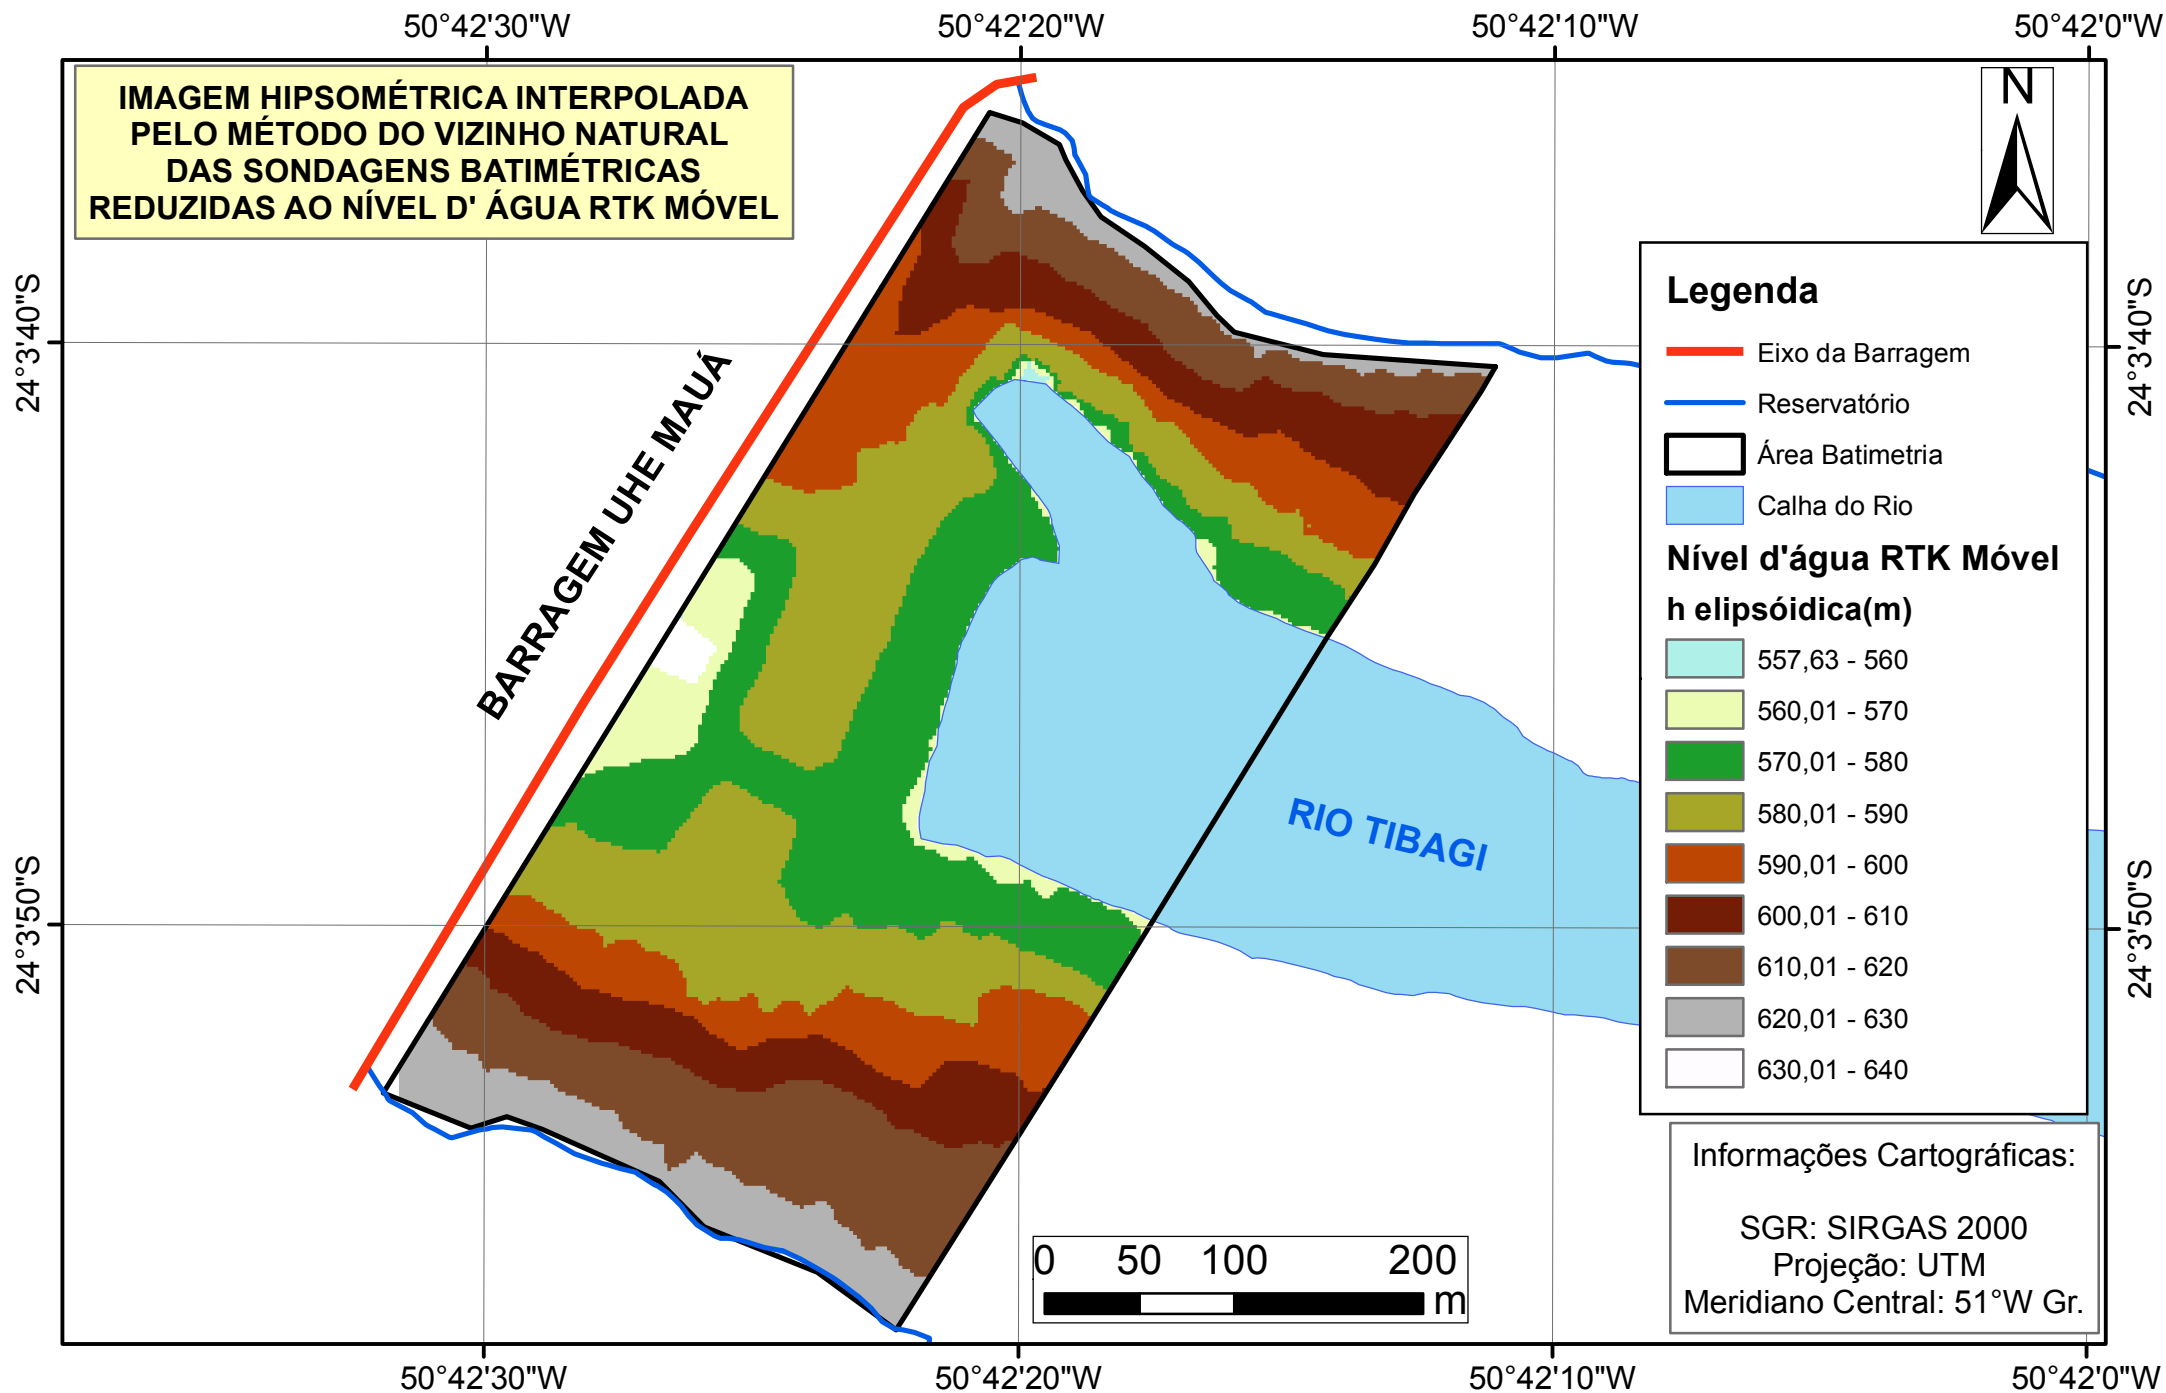 50°42'30"W
50°42'20"W
50°42'10"W
50°42'0"W
IMAGEM HIPSOMÉTRICA INTERPOLADA
PELO MÉTODO DO VIZINHO NATURAL
DAS SONDAGENS BATIMÉTRICAS
REDUZIDAS AO NÍVEL D' ÁGUA RTK MÓVEL
N
24°3'40"S
24°3'40"S
BARRAGEM UHE MAUÁ
Legenda
Eixo da Barragem
Reservatório
Área Batimetria
Calha do Rio
Nível d'água RTK Móvel
h elipsóidica(m)
557,63 - 560
560,01 - 570
570,01 - 580
580,01 - 590
590,01 - 600
600,01 - 610
610,01 - 620
620,01 - 630
630,01 - 640
RIO TIBAGI
24°3'50"S
24°3'50"S
0 50 100 200
m
Informações Cartográficas:
SGR: SIRGAS 2000
Projeção: UTM
Meridiano Central: 51°W Gr.
50°42'30"W
50°42'20"W
50°42'10"W
50°42'0"W